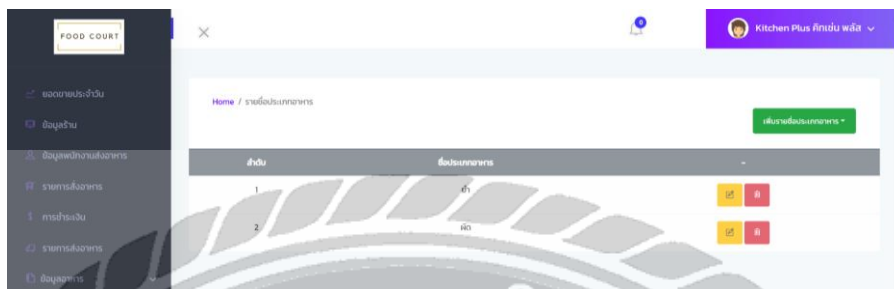 FOOD COURT
0
Kitchen Plus คิทเช่น พลัส
ยอดขายประจำวัน
ข้อมูลร้าน
ข้อมูลพนักงานส่งอาหาร
รายการสั่งอาหาร
การชำระเงิน
รายการส่งอาหาร
ข้อมูลอาหาร
Home / รายชื่อประเภทอาหาร
เพิ่มรายชื่อประเภทอาหาร
ลำดับ ชื่อประเภทอาหาร -
1 ยำ
2 ผัด